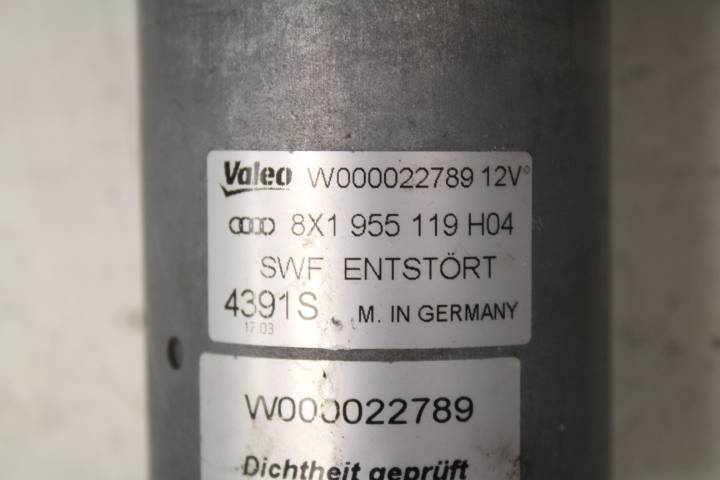 Valeo W000022789 12V°
8X1 955 119 H04
SWF ENTSTÖRT
4391S M. IN GERMANY
17 03
W000022789
Dichtheit geprüft